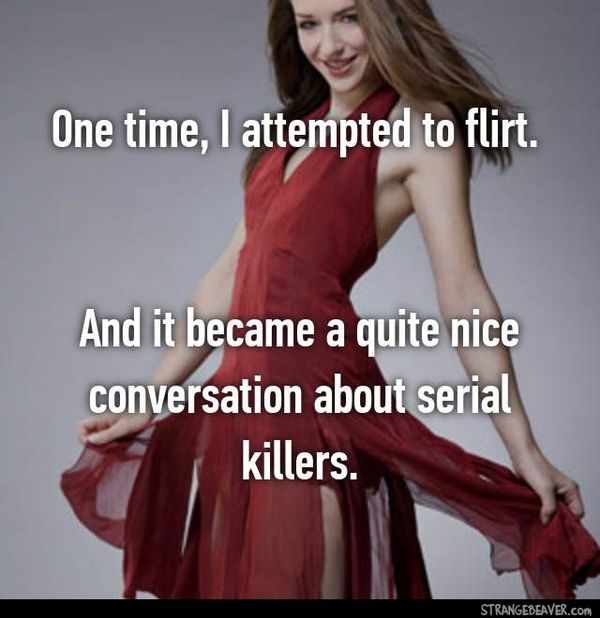 One time, I attempted to flirt.
And it became a quite nice
conversation about serial
killers.
STRANGEBEAVER.com